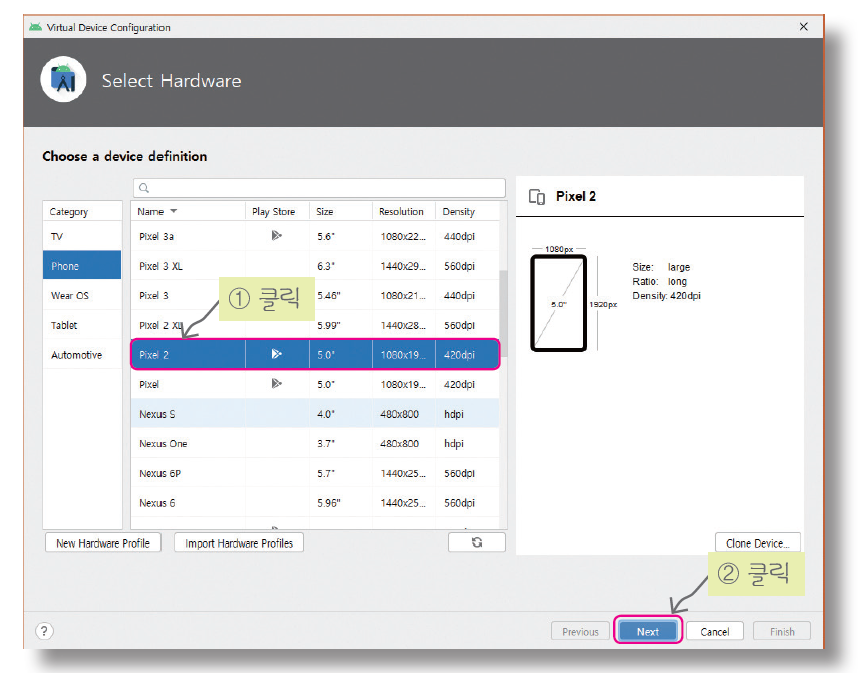 Virtual Device Configuration
Select Hardware
Choose a device definition
Category
TV
Phone
Wear OS
Tablet
Automotive
Name Play Store Size Resolution Density
Pixel 3a 5.6" 1080x22... 440dpi
Pixel 3 XL 6.3" 1440x29... 560dpi
Pixel 3 5.46" 1080x21... 440dpi
① 클릭
Pixel 2 XL 5.99" 1440x28... 560dpi
Pixel 2 5.0" 1080x19... 420dpi
Pixel 5.0" 1080x19... 420dpi
Nexus S 4.0" 480x800 hdpi
Nexus One 3.7" 480x800 hdpi
Nexus 6P 5.7" 1440x25... 560dpi
Nexus 6 5.96" 1440x25... 560dpi
New Hardware Profile Import Hardware Profiles
Pixel 2
1080px
5.0"
1920px
Size: large
Ratio: long
Density: 420dpi
Clone Device...
② 클릭
? Previous Next Cancel Finish